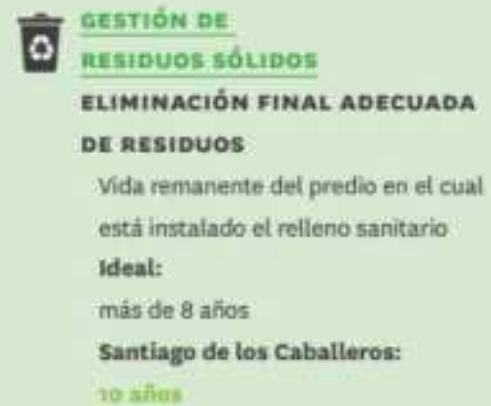 GESTIÓN DE
RESIDUOS SÓLIDOS
ELIMINACIÓN FINAL ADECUADA
DE RESIDUOS
Vida remanente del predio en el cual
está instalado el relleno sanitario
Ideal:
más de 8 años
Santiago de los Caballeros:
10 años